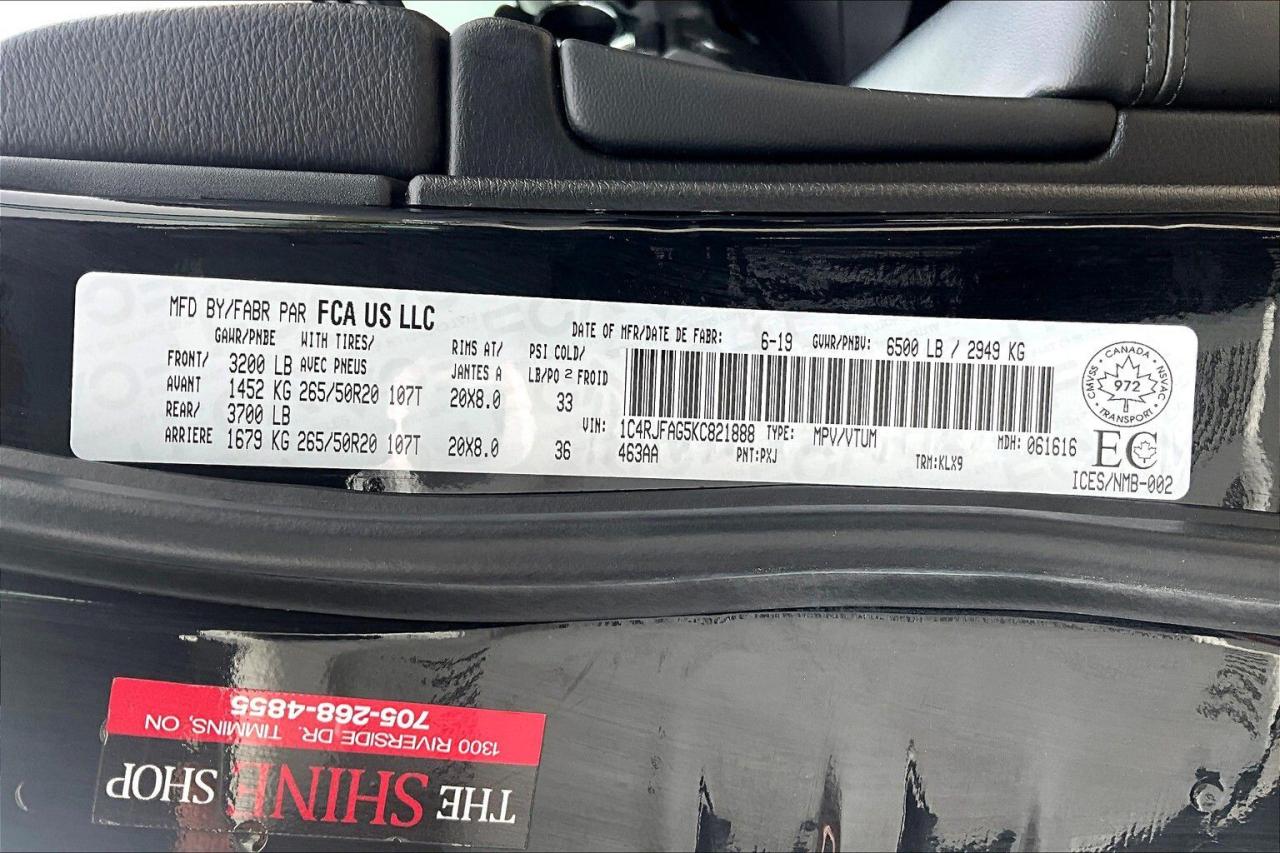 MFD BY/FABR PAR FCA US LLC
DATE OF MFR/DATE DE FABR: 6-19 GVWR/PNBV: 6500 LB / 2949 KG
GAWR/PNBE WITH TIRES/ RIMS AT/ PSI COLD/
FRONT/ 3200 LB AVEC PNEUS JANTES A LB/PO 2 FROID
AVANT 1452 KG 265/50R20 107T 20X8.0 33
REAR/ 3700 LB
ARRIERE 1679 KG 265/50R20 107T 20X8.0 36
VIN: 1C4RJFAG5KC821888 TYPE: MPV/VTUM MDH: 061616
463AA PNT:PXJ TRM:KLX9
CANADA
CMVSS 972 NSVAC
TRANSPORT
EC
ICES/NMB-002
THE SHINE SHOP
1300 RIVERSIDE DR. TIMMINS, ON
705-268-4855